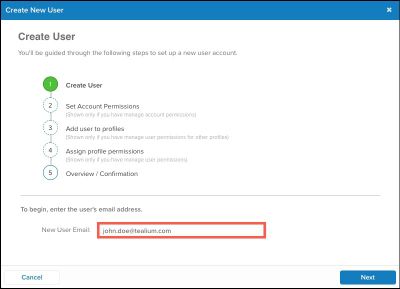 Create New User
Create User
You'll be guided through the following steps to set up a new user account.
1 Create User
2 Set Account Permissions
(Shown only if you have manage account permissions)
3 Add user to profiles
(Shown only if you have manage user permissions for other profiles)
4 Assign profile permissions
(Shown only if you have manage user permissions)
5 Overview / Confirmation
To begin, enter the user's email address.
New User Email: john.doe@tealium.com
Cancel Next